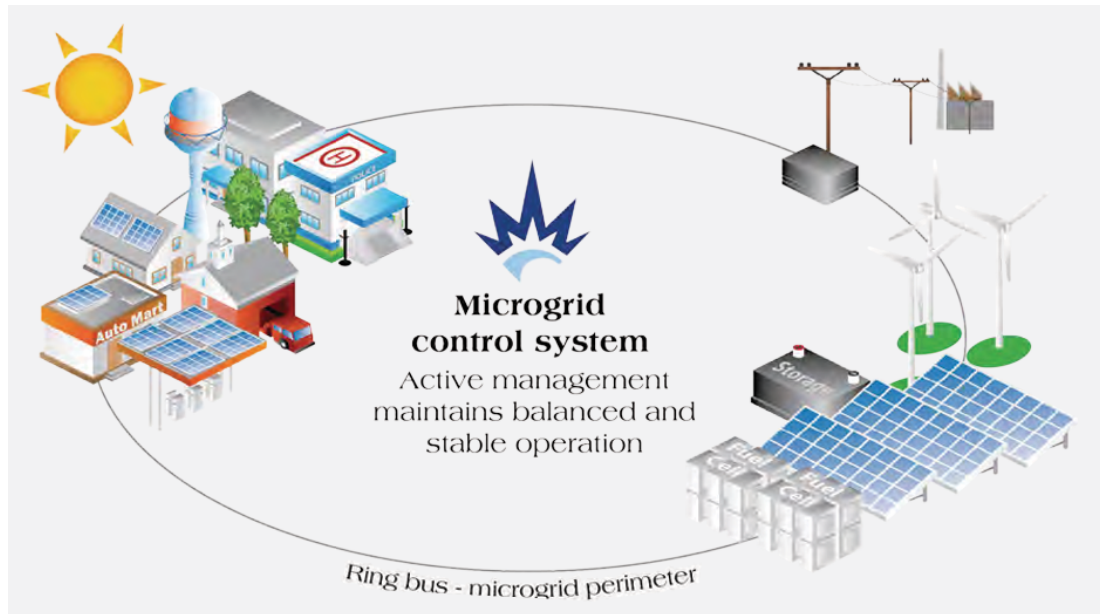 H
POLICE
Auto Mart
Microgrid
control system
Active management
maintains balanced and
stable operation
Storage
Fuel
Cell
Fuel
Cell
Ring bus - microgrid perimeter